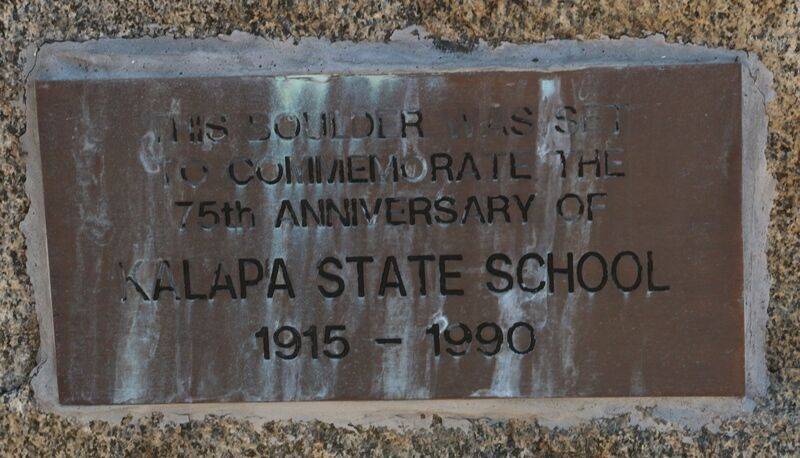 THIS BOULDER WAS SET
TO COMMEMORATE THE
75th ANNIVERSARY OF
KALAPA STATE SCHOOL
1915 - 1990